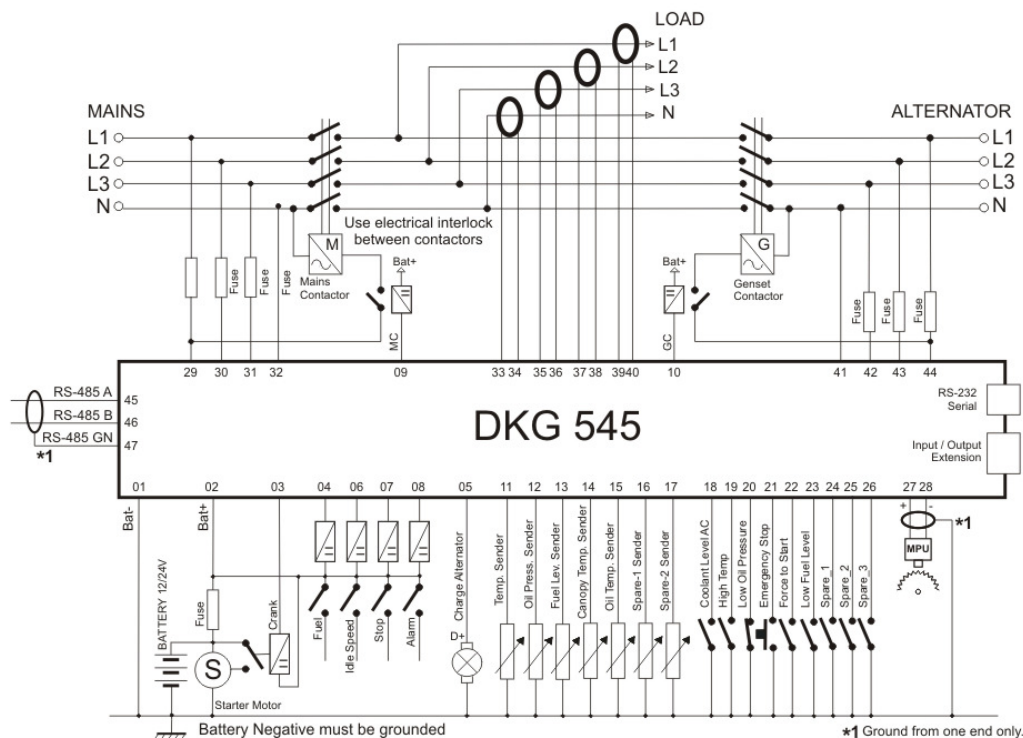 LOAD
L1
L2
L3
N
MAINS
L1
L2
L3
N
ALTERNATOR
L1
L2
L3
N
Use electrical interlock
between contactors
M
Mains
Contactor
G
Genset
Contactor
Bat+
Bat+
Fuse
Fuse
Fuse
Fuse
Fuse
Fuse
MC
GC
29 30 31 32 09 33 34 35 36 37 38 39 40 10 41 42 43 44
RS-485 A
45
RS-485 B
46
RS-485 GN
47
*1
DKG 545
RS-232
Serial
Input / Output
Extension
01 02 03 04 06 07 08 05 11 12 13 14 15 16 17 18 19 20 21 22 23 24 25 26 27 28
Bat-
Bat+
BATTERY 12/24V
Fuse
Crank
S
Starter Motor
Fuel
Idle Speed
Stop
Alarm
Charge Alternator
D+
Temp. Sender
Oil Press. Sender
Fuel Lev. Sender
Canopy Temp. Sender
Oil Temp. Sender
Spare-1 Sender
Spare-2 Sender
Coolant Level AC
High Temp
Low Oil Pressure
Emergency Stop
Force to Start
Low Fuel Level
Spare_1
Spare_2
Spare_3
+ -
*1
MPU
Battery Negative must be grounded
*1 Ground from one end only.